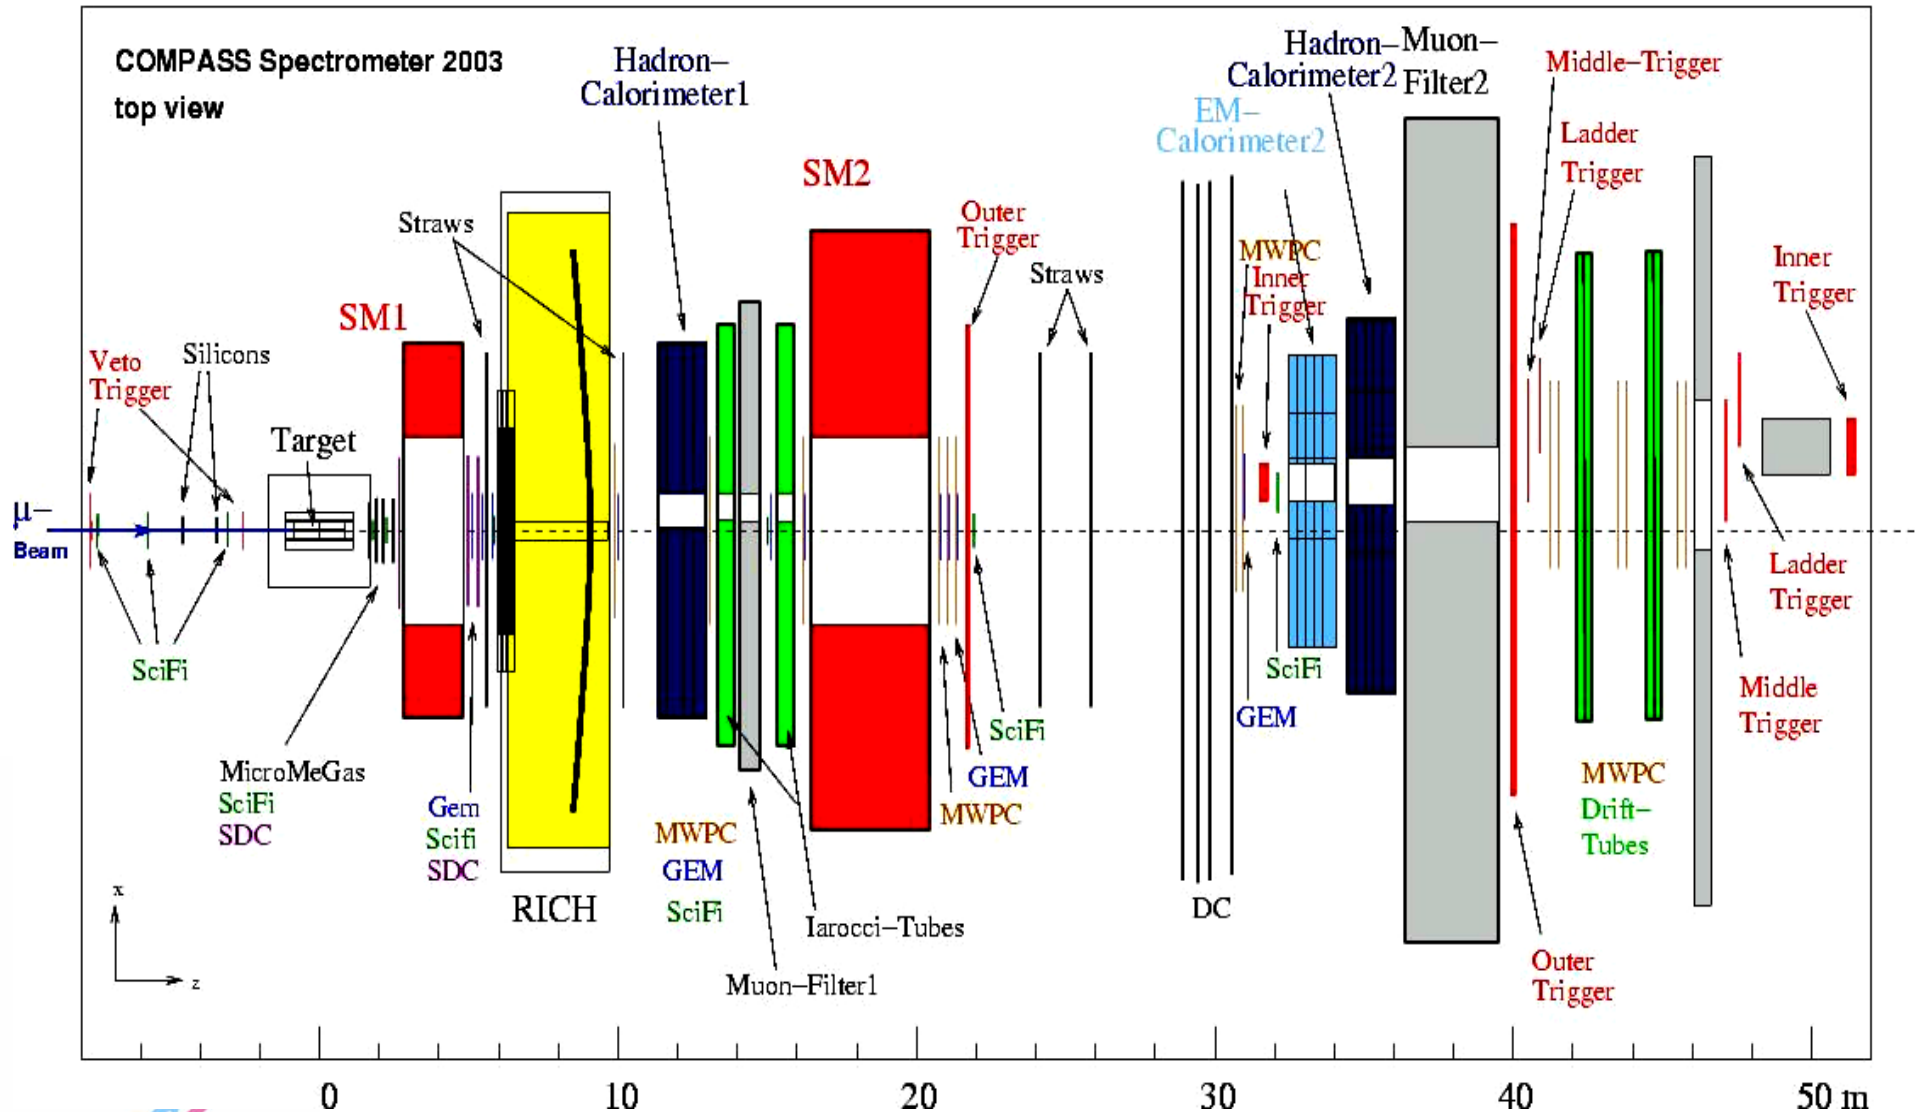 COMPASS Spectrometer 2003
top view
Hadron−
Calorimeter1
Hadron−
Calorimeter2
Muon−
Filter2
Middle−Trigger
EM−
Calorimeter2
Ladder
Trigger
SM2
Straws
Outer
Trigger
MWPC
Inner
Trigger
Straws
Inner
Trigger
SM1
Silicons
Veto
Trigger
Target
μ−
Beam
SciFi
Ladder
Trigger
SciFi
GEM
Middle
Trigger
SciFi
GEM
MWPC
MicroMeGas
SciFi
SDC
Gem
Scifi
SDC
MWPC
GEM
SciFi
MWPC
Drift−
Tubes
RICH
Iarocci−Tubes
DC
Muon−Filter1
Outer
Trigger
x
z
0 10 20 30 40 50 m